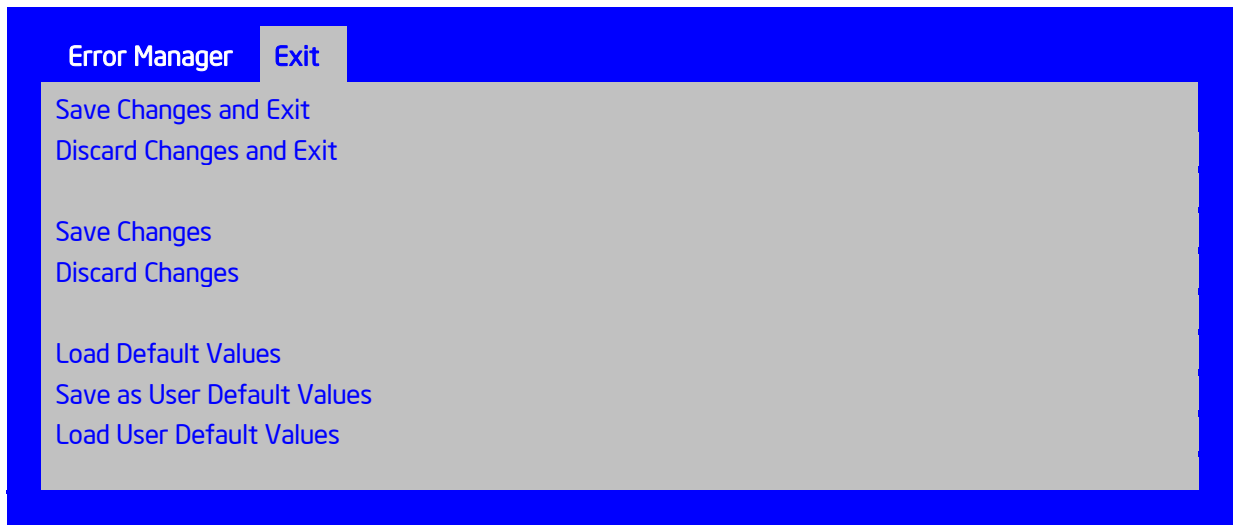 Error Manager Exit
Save Changes and Exit
Discard Changes and Exit
Save Changes
Discard Changes
Load Default Values
Save as User Default Values
Load User Default Values